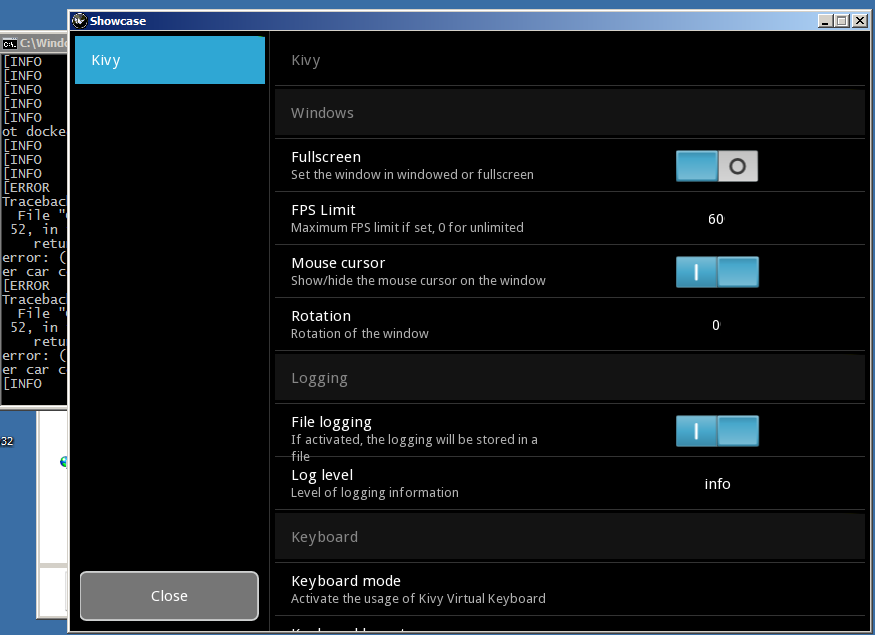 Showcase
C:\Windo
[INFO
[INFO
[INFO
[INFO
[INFO
ot docke
[INFO
[INFO
[INFO
[ERROR
Traceback
File "
52, in
retu
error: (
er car c
[ERROR
Traceback
File "
52, in
retu
error: (
er car c
[INFO
32
Kivy
Close
Kivy
Windows
Fullscreen
Set the window in windowed or fullscreen
FPS Limit
Maximum FPS limit if set, 0 for unlimited
60
Mouse cursor
Show/hide the mouse cursor on the window
Rotation
Rotation of the window
0
Logging
File logging
If activated, the logging will be stored in a
file
Log level
Level of logging information
info
Keyboard
Keyboard mode
Activate the usage of Kivy Virtual Keyboard